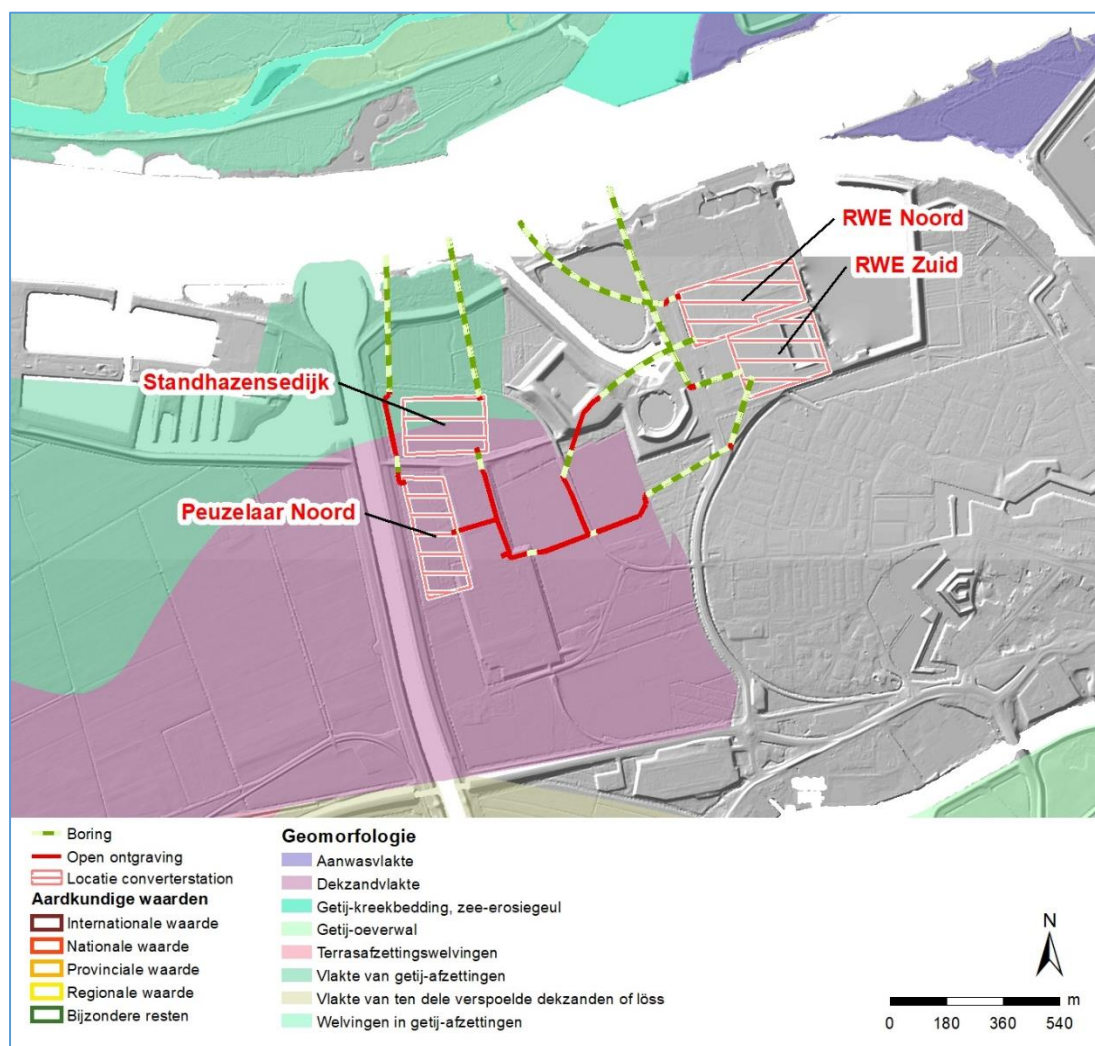 RWE Noord
RWE Zuid
Standhazensedijk
Peuzelaar Noord
Boring
Open ontgraving
Locatie converterstation
Aardkundige waarden
Internationale waarde
Nationale waarde
Provinciale waarde
Regionale waarde
Bijzondere resten
Geomorfologie
Aanwasvlakte
Dekzandvlakte
Getij-kreekbedding, zee-erosiegeul
Getij-oeverwal
Terrasafzettingswelvingen
Vlakte van getij-afzettingen
Vlakte van ten dele verspoelde dekzanden of löss
Welvingen in getij-afzettingen
N
m
0 180 360 540